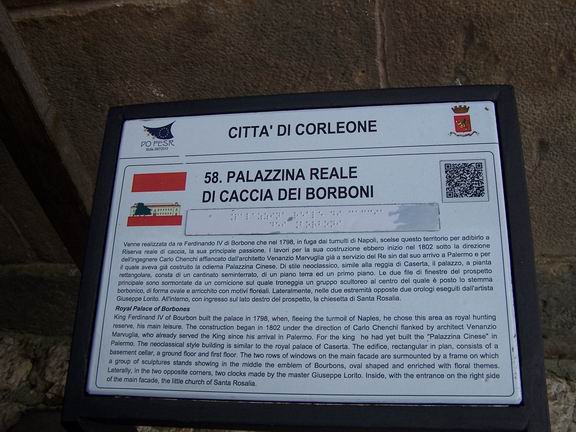 CITTA' DI CORLEONE
PO FESR
58. PALAZZINA REALE
DI CACCIA DEI BORBONI
Venne realizzata da re Ferdinando IV di Borbone che nel 1798, in fuga dai tumulti di Napoli, scelse questo territorio per adibirlo a
Riserva reale di caccia, la sua principale passione. I lavori per la sua costruzione ebbero inizio nel 1802 sotto la direzione
dell'ingegnere Carlo Chenchi affiancato dall'architetto Venanzio Marvuglia già a servizio del Re sin dal suo arrivo a Palermo e per
il quale aveva già costruito la odierna Palazzina Cinese. Di stile neoclassico, simile alla reggia di Caserta, il palazzo, a pianta
rettangolare, consta di un cantinato seminterrato, di un piano terra ed un primo piano. Le due file di finestre del prospetto
principale sono sormontate da un cornicione sul quale troneggia un gruppo scultoreo al centro del quale è posto lo stemma
borbonico, di forma ovale e arricchito con motivi floreali. Lateralmente, nelle due estremità opposte due orologi eseguiti dall'artista
Giuseppe Lorito. All'interno, con ingresso sul lato destro del prospetto, la chiesetta di Santa Rosalia.
Royal Palace of Borbones
King Ferdinand IV of Bourbon built the palace in 1798, when, fleeing the turmoil of Naples, he chose this area as royal hunting
reserve, his main leisure. The construction began in 1802 under the direction of Carlo Chenchi flanked by architect Venanzio
Marvuglia, who already served the King since his arrival in Palermo. For the king he had yet built the "Palazzina Cinese" in
Palermo. The neoclassical style building is similar to the royal palace of Caserta. The edifice, rectangular in plan, consists of a
basement cellar, a ground floor and first floor. The two rows of windows on the main facade are surmounted by a frame on which
a group of sculptures stands showing in the middle the emblem of Bourbons, oval shaped and enriched with floral themes.
Laterally, in the two opposite corners, two clocks made by the master Giuseppe Lorito. Inside, with the entrance on the right side
of the main facade, the little church of Santa Rosalia.